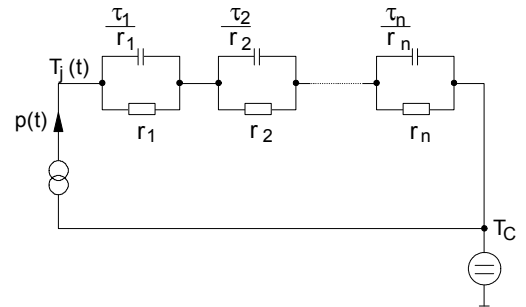 τ1
r1
τ2
r2
τn
rn
Tj(t)
r1
r2
rn
p(t)
TC